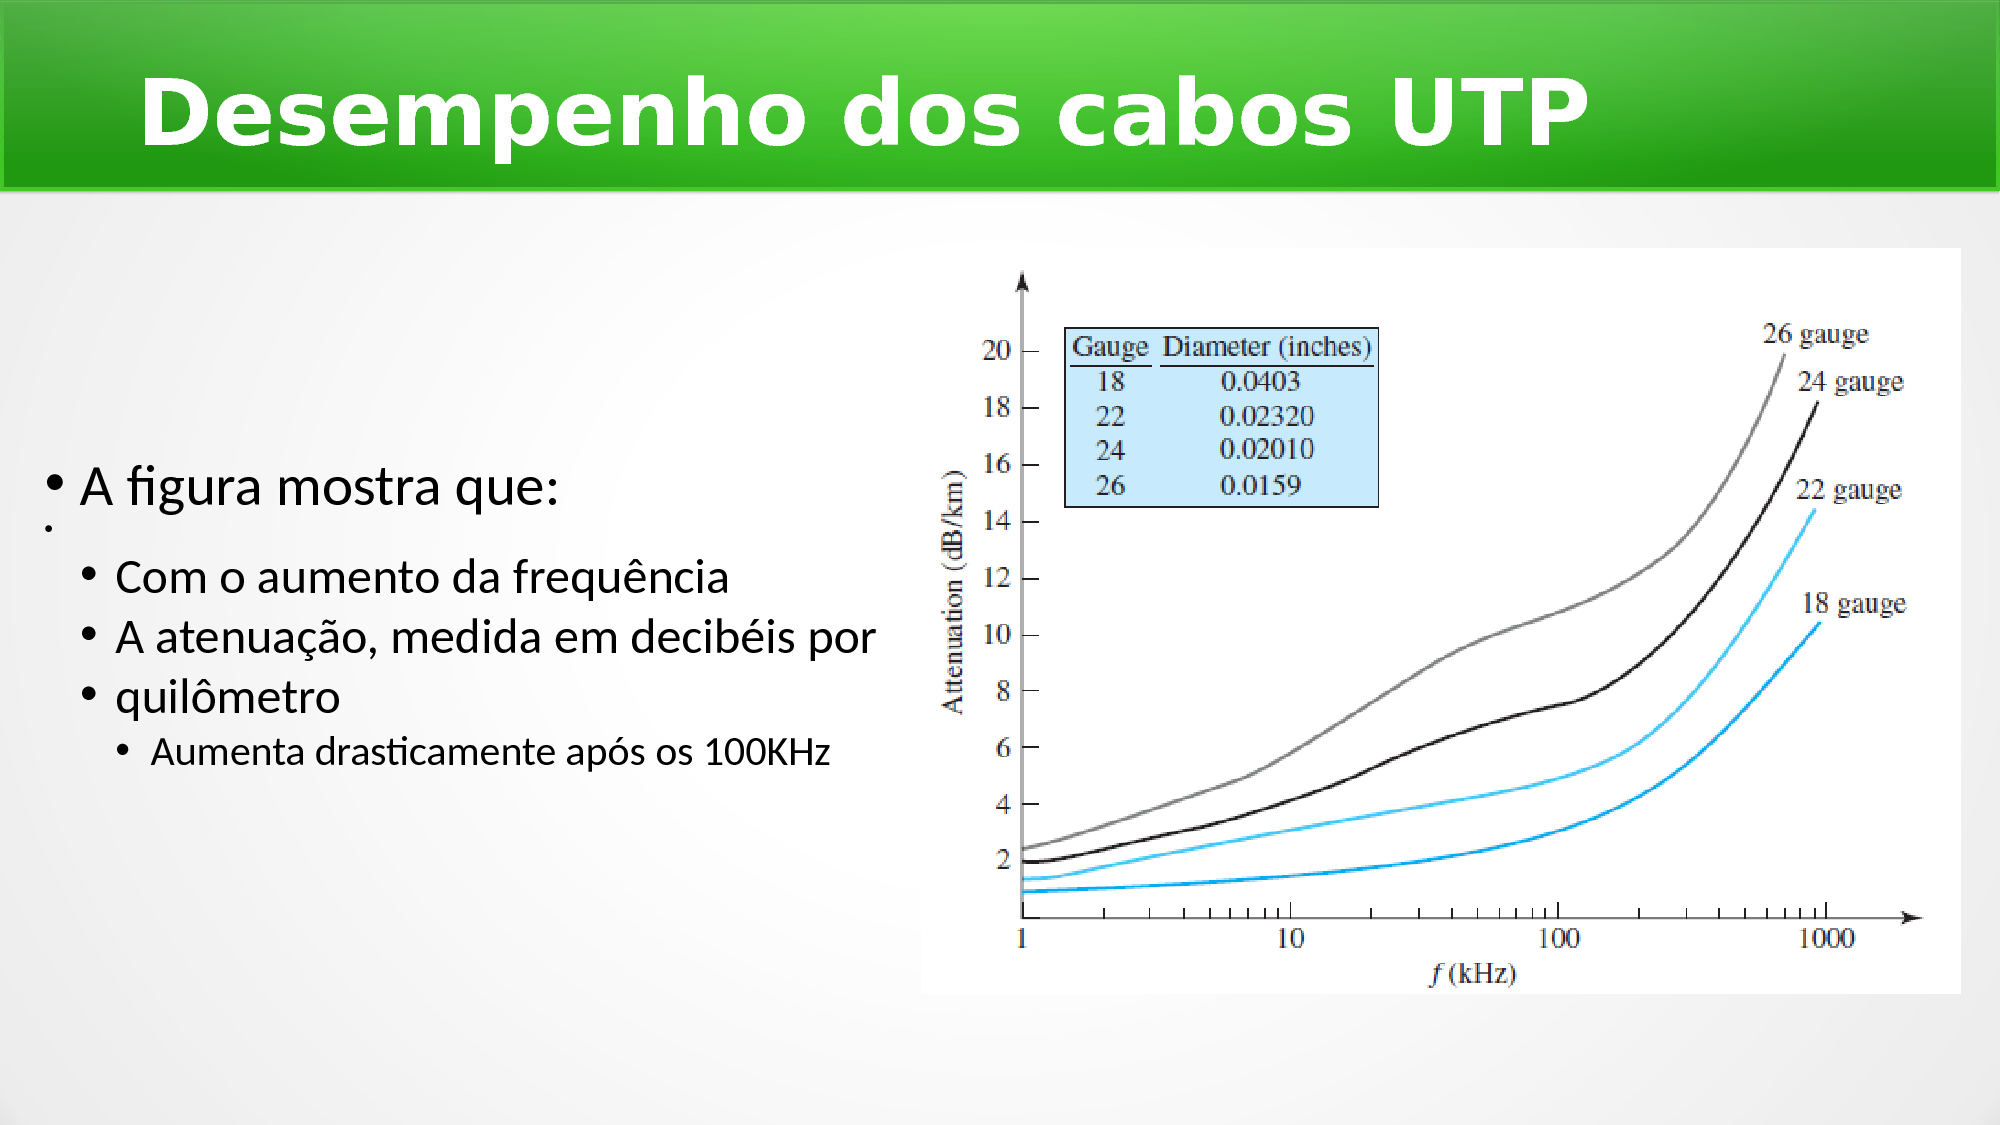 Desempenho dos cabos UTP
• A figura mostra que:
•
• Com o aumento da frequência
• A atenuação, medida em decibéis por
• quilômetro
• Aumenta drasticamente após os 100KHz
Attenuation (dB/km)
20
18
16
14
12
10
8
6
4
2
Gauge Diameter (inches)
18 0.0403
22 0.02320
24 0.02010
26 0.0159
26 gauge
24 gauge
22 gauge
18 gauge
1 10 100 1000
f (kHz)